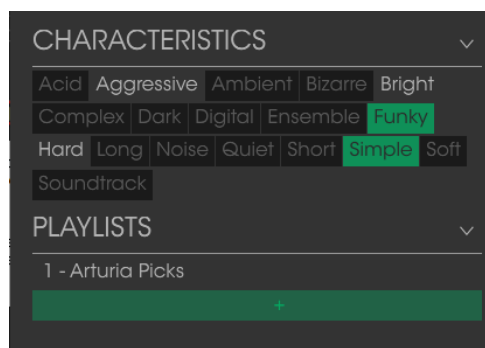 CHARACTERISTICS
Acid Aggressive Ambient Bizarre Bright
Complex Dark Digital Ensemble Funky
Hard Long Noise Quiet Short Simple Soft
Soundtrack
PLAYLISTS
1 - Arturia Picks
+